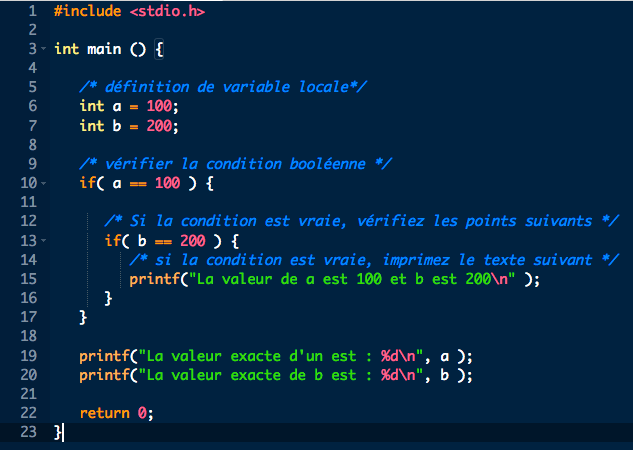 1 #include <stdio.h>
2
3 int main () {
4
5 /* définition de variable locale*/
6 int a = 100;
7 int b = 200;
8
9 /* vérifier la condition booléenne */
10 if( a == 100 ) {
11
12 /* Si la condition est vraie, vérifiez les points suivants */
13 if( b == 200 ) {
14 /* si la condition est vraie, imprimez le texte suivant */
15 printf("La valeur de a est 100 et b est 200\n" );
16 }
17 }
18
19 printf("La valeur exacte d'un est : %d\n", a );
20 printf("La valeur exacte de b est : %d\n", b );
21
22 return 0;
23 }